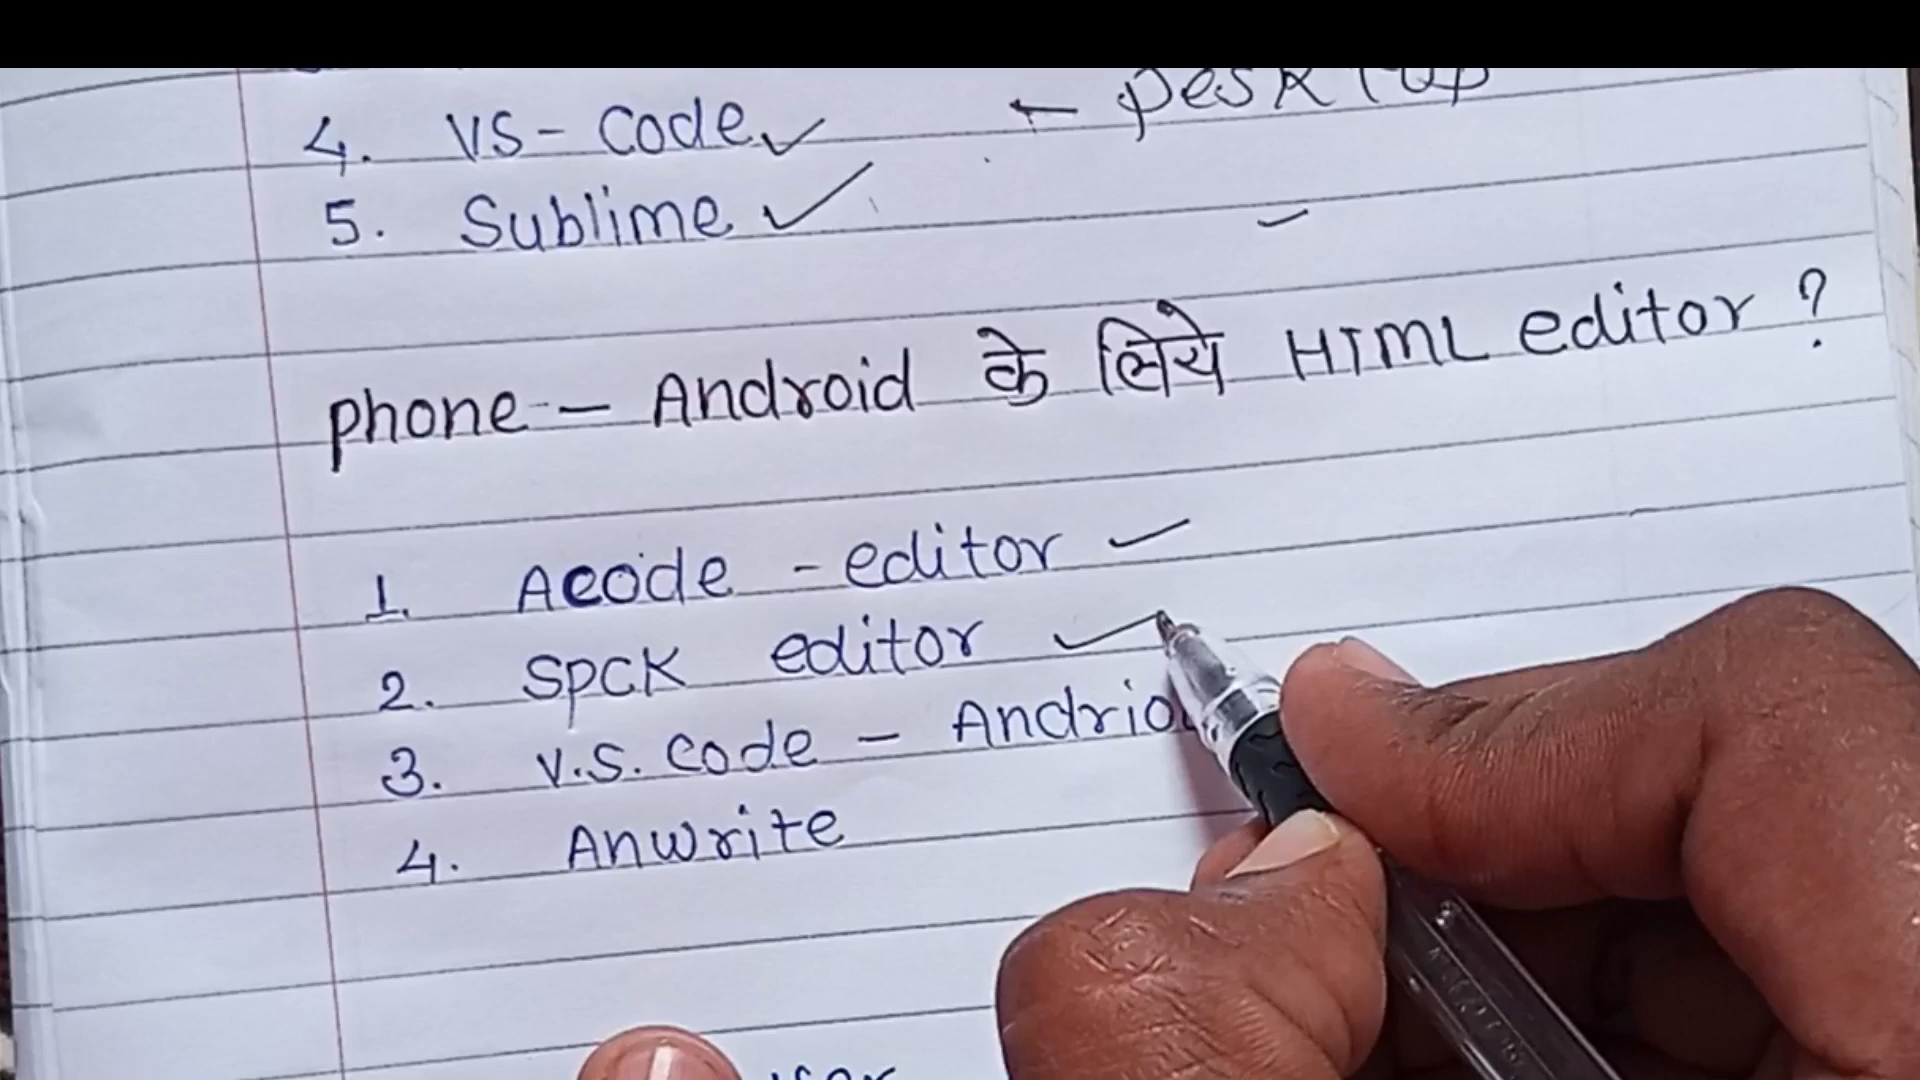 ← Desktop
4. VS-Code ✓
5. Sublime ✓
phone - Android के लिये HTML editor ?
1. Acode - editor ✓
2. SPCK editor ✓
3. V.S. Code -
4. Anwrite